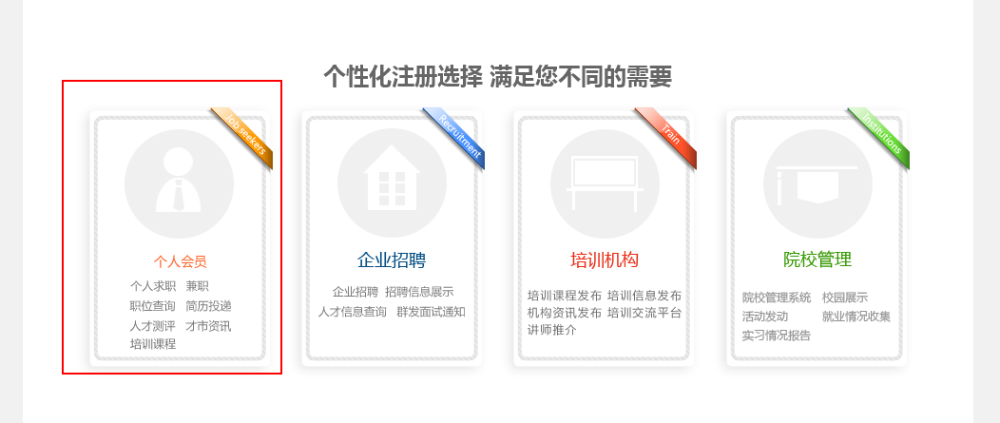 个性化注册选择 满足您不同的需要
Job seekers
个人会员
个人求职 兼职
职位查询 简历投递
人才测评 才市资讯
培训课程
Recruitment
企业招聘
企业招聘 招聘信息展示
人才信息查询 群发面试通知
Train
培训机构
培训课程发布 培训信息发布
机构资讯发布 培训交流平台
讲师推介
Institutions
院校管理
院校管理系统 校园展示
活动发动 就业情况收集
实习情况报告